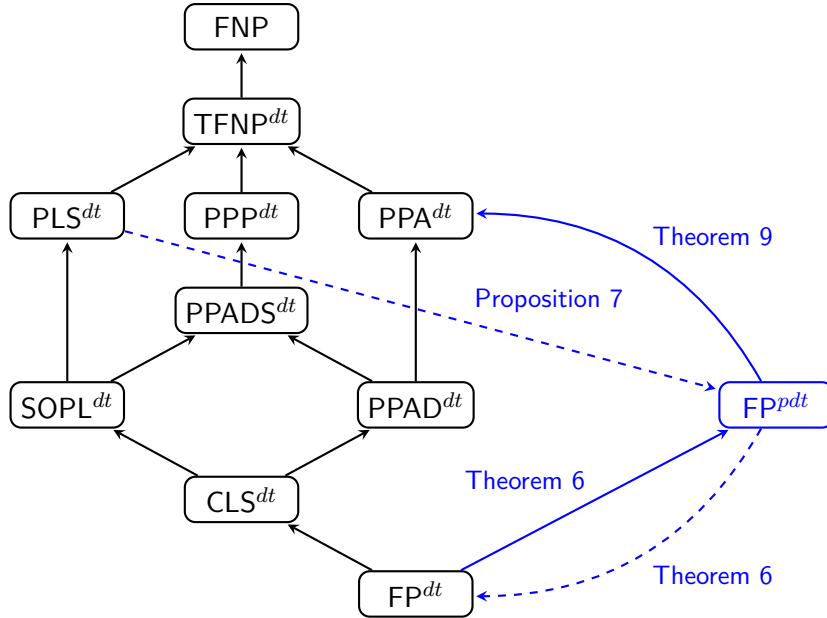 FNP
TFNP^{dt}
PLS^{dt} PPP^{dt} PPA^{dt}
Theorem 9
Proposition 7
PPADS^{dt}
SOPL^{dt} PPAD^{dt} FP^{pdt}
Theorem 6
CLS^{dt}
Theorem 6
FP^{dt}